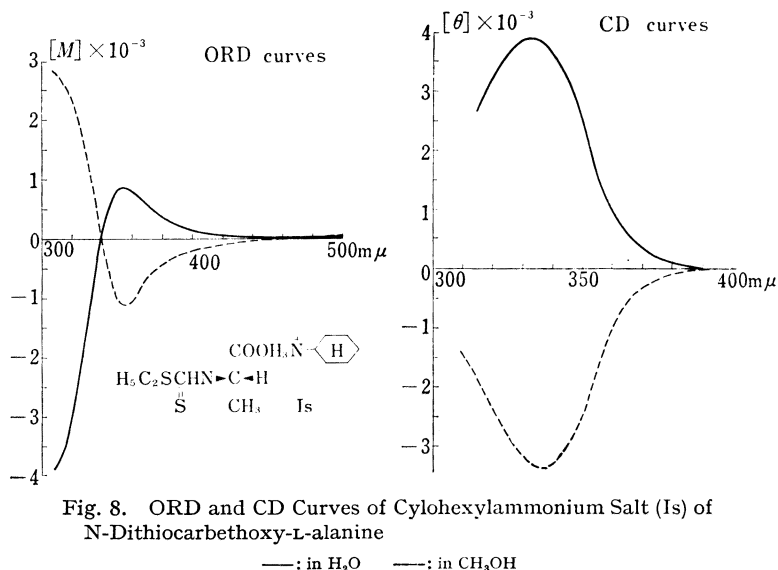 [M]×10⁻³
ORD curves
3
2
1
0
−1
−2
−3
−4
300
400
500mμ
COOH₃N⁺ H
H₅C₂SCHN C H
S CH₃ Is
[θ]×10⁻³
CD curves
4
3
2
1
0
−1
−2
−3
300
350
400mμ
Fig. 8. ORD and CD Curves of Cylohexylammonium Salt (Is) of
N-Dithiocarbethoxy-L-alanine
——: in H₂O ----: in CH₃OH